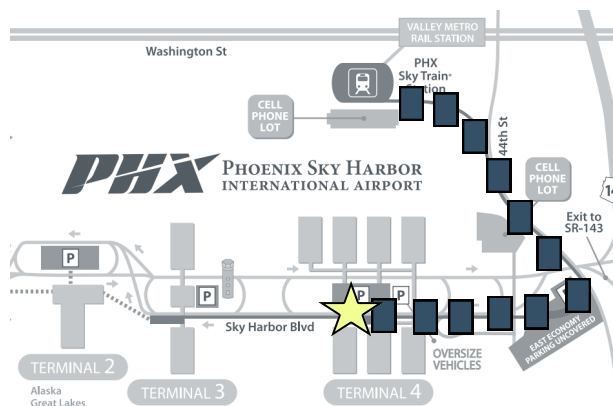 VALLEY METRO
RAIL STATION
Washington St
PHX
Sky Train®
Station
CELL
PHONE
LOT
44th St
PHX PHOENIX SKY HARBOR
INTERNATIONAL AIRPORT
CELL
PHONE
LOT
14
Exit to
SR-143
P
P
P
P
Sky Harbor Blvd
EAST ECONOMY
PARKING UNCOVERED
OVERSIZE
VEHICLES
TERMINAL 2
TERMINAL 3
TERMINAL 4
Alaska
Great Lakes